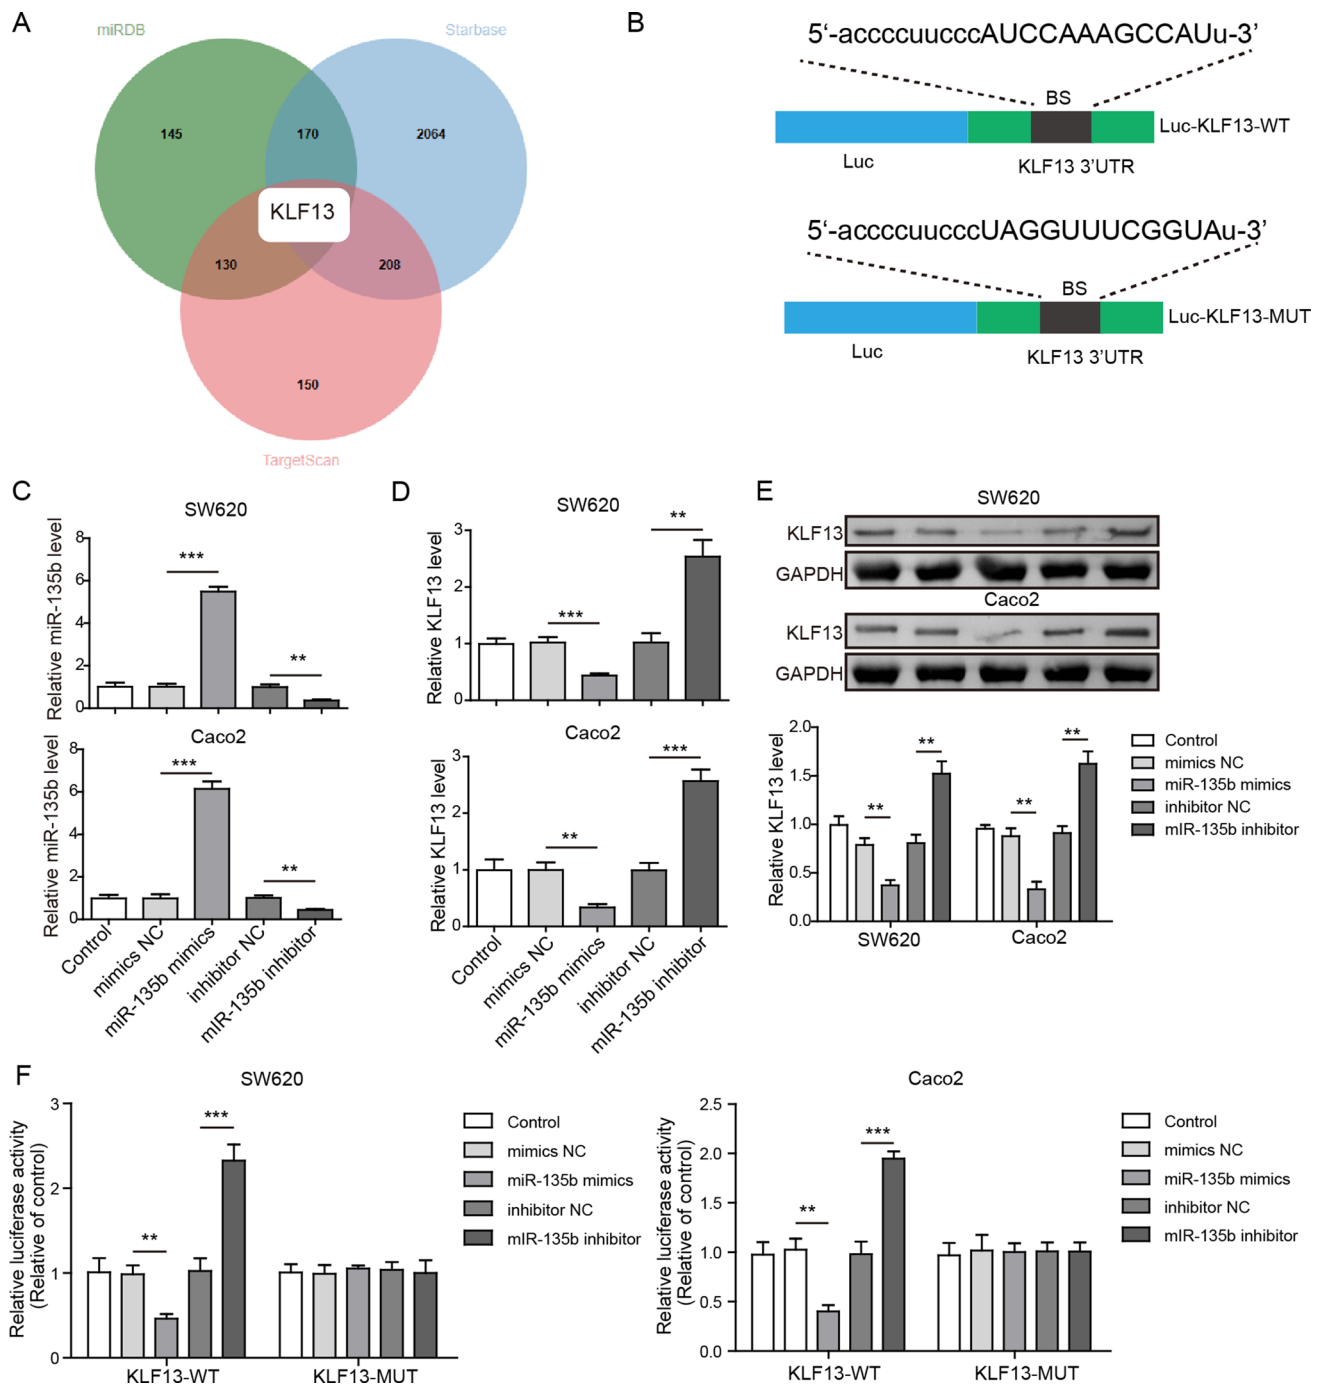 A
miRDB
Starbase
145
170
2064
KLF13
130
208
150
TargetScan
B
5‘-accccuucccAUCCAAAGCCAUu-3’
BS
Luc-KLF13-WT
Luc
KLF13 3’UTR
5‘-accccuucccUAGGUUUCGGUAu-3’
BS
Luc-KLF13-MUT
Luc
KLF13 3’UTR
C
SW620
Relative miR-135b level
8
6
4
2
0
***
**
Caco2
Relative miR-135b level
8
6
4
2
0
***
**
Control
mimics NC
miR-135b mimics
inhibitor NC
miR-135b inhibitor
D
SW620
Relative KLF13 level
3
2
1
0
***
**
Caco2
Relative KLF13 level
3
2
1
0
**
***
Control
mimics NC
miR-135b mimics
inhibitor NC
miR-135b inhibitor
E
SW620
KLF13
GAPDH
Caco2
KLF13
GAPDH
Relative KLF13 level
2.0
1.5
1.0
0.5
0.0
**
**
**
**
SW620
Caco2
Control
mimics NC
miR-135b mimics
inhibitor NC
mIR-135b inhibitor
F
SW620
Relative luciferase activity
(Relative of control)
3
2
1
0
**
***
KLF13-WT
KLF13-MUT
Control
mimics NC
miR-135b mimics
inhibitor NC
mIR-135b inhibitor
Caco2
Relative luciferase activity
(Relative of control)
2.5
2.0
1.5
1.0
0.5
0.0
**
***
KLF13-WT
KLF13-MUT
Control
mimics NC
miR-135b mimics
inhibitor NC
mIR-135b inhibitor